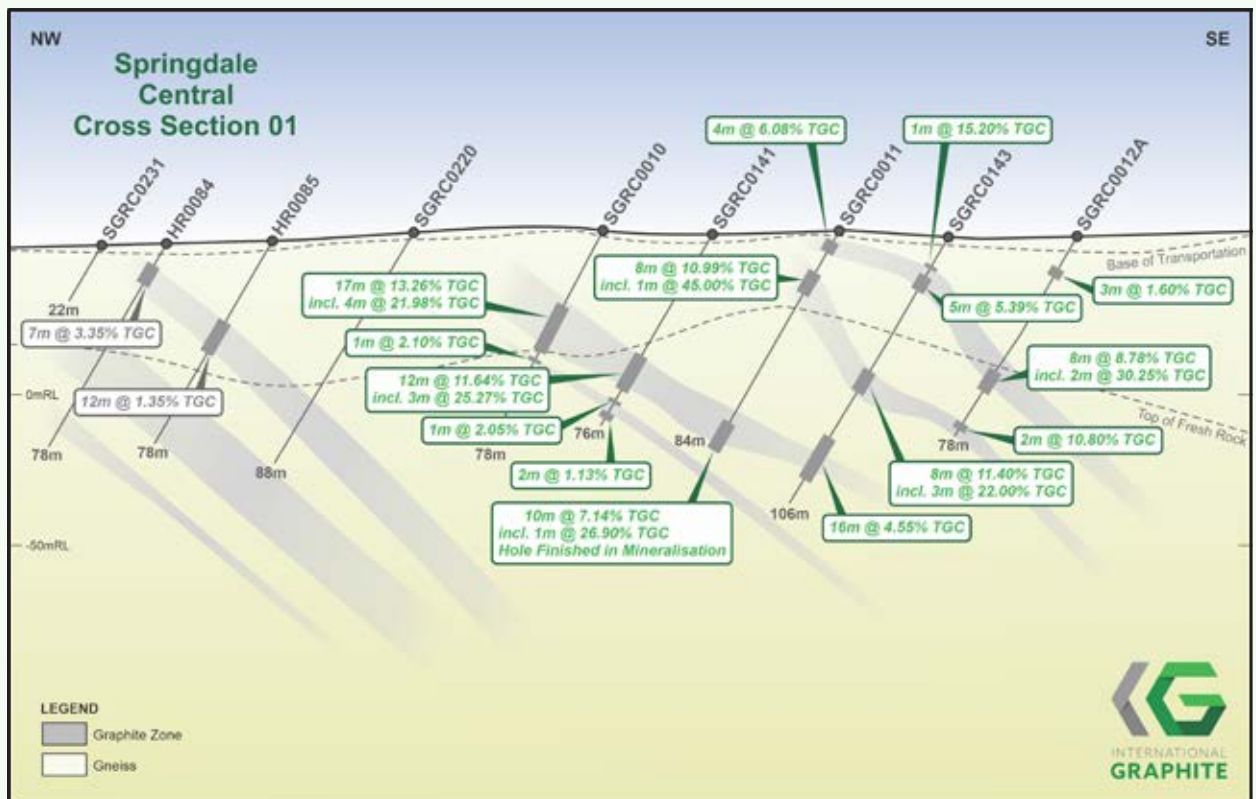 NW
SE
Springdale
Central
Cross Section 01
SGRC0231
HR0084
HR0085
SGRC0220
SGRC0010
SGRC0141
SGRC0011
SGRC0143
SGRC0012A
4m @ 6.08% TGC
1m @ 15.20% TGC
Base of Transportation
8m @ 10.99% TGC
incl. 1m @ 45.00% TGC
17m @ 13.26% TGC
incl. 4m @ 21.98% TGC
3m @ 1.60% TGC
5m @ 5.39% TGC
22m
7m @ 3.35% TGC
1m @ 2.10% TGC
8m @ 8.78% TGC
incl. 2m @ 30.25% TGC
12m @ 11.64% TGC
incl. 3m @ 25.27% TGC
0mRL
12m @ 1.35% TGC
Top of Fresh Rock
1m @ 2.05% TGC
76m
84m
78m
2m @ 10.80% TGC
78m
78m
88m
78m
2m @ 1.13% TGC
8m @ 11.40% TGC
incl. 3m @ 22.00% TGC
10m @ 7.14% TGC
incl. 1m @ 26.90% TGC
Hole Finished in Mineralisation
106m
16m @ 4.55% TGC
-50mRL
LEGEND
Graphite Zone
Gneiss
INTERNATIONAL
GRAPHITE